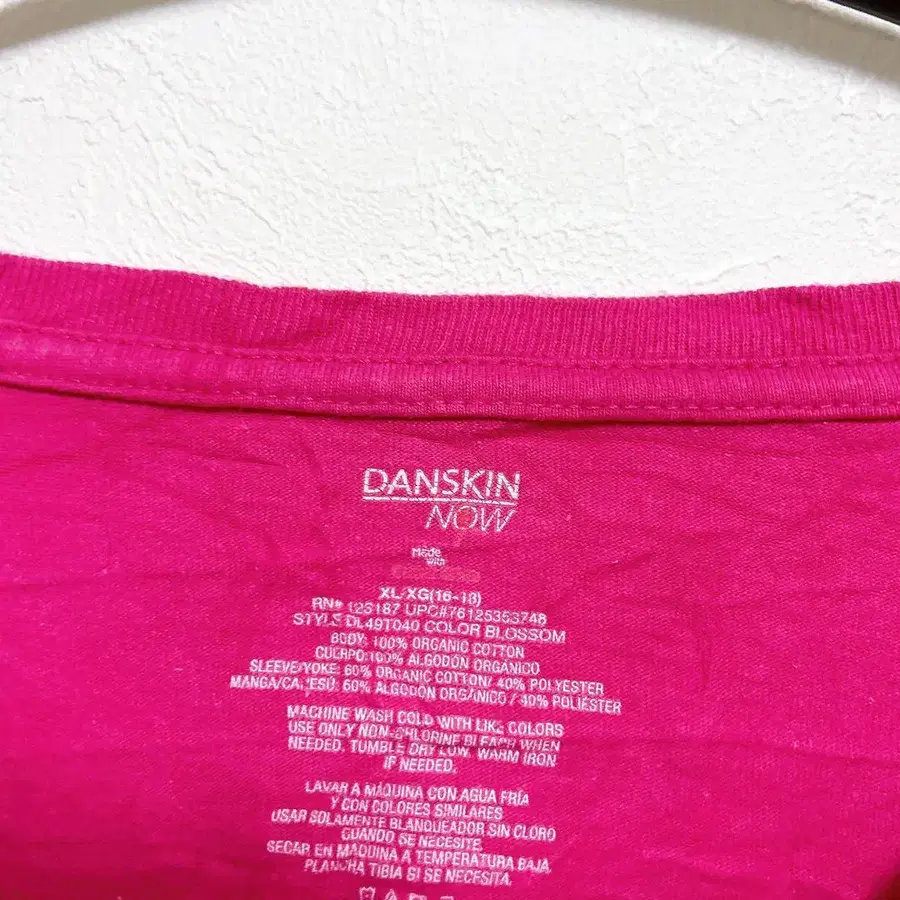 DANSKIN
NOW
Made
with
XL/XG(16-18)
RN# 125187 UPC#76125353748
STYLE DL49T040 COLOR BLOSSOM
BODY: 100% ORGANIC COTTON
CUERPO:100% ALGODÓN ORGÁNICO
SLEEVE/YOKE: 60% ORGANIC COTTON/ 40% POLYESTER
MANGA/CANESÚ: 60% ALGODÓN ORGÁNICO / 40% POLIÉSTER
MACHINE WASH COLD WITH LIKE COLORS
USE ONLY NON-CHLORINE BLEACH WHEN
NEEDED. TUMBLE DRY LOW. WARM IRON
IF NEEDED.
LAVAR A MÁQUINA CON AGUA FRÍA
Y CON COLORES SIMILARES
USAR SOLAMENTE BLANQUEADOR SIN CLORO
CUANDO SE NECESITE.
SECAR EN MÁQUINA A TEMPERATURA BAJA
PLANCHA TIBIA SI SE NECESITA.